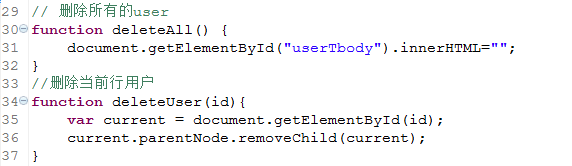 29 // 删除所有的user
30 function deleteAll() {
31     document.getElementById("userTbody").innerHTML="";
32 }
33 //删除当前行用户
34 function deleteUser(id){
35     var current = document.getElementById(id);
36     current.parentNode.removeChild(current);
37 }